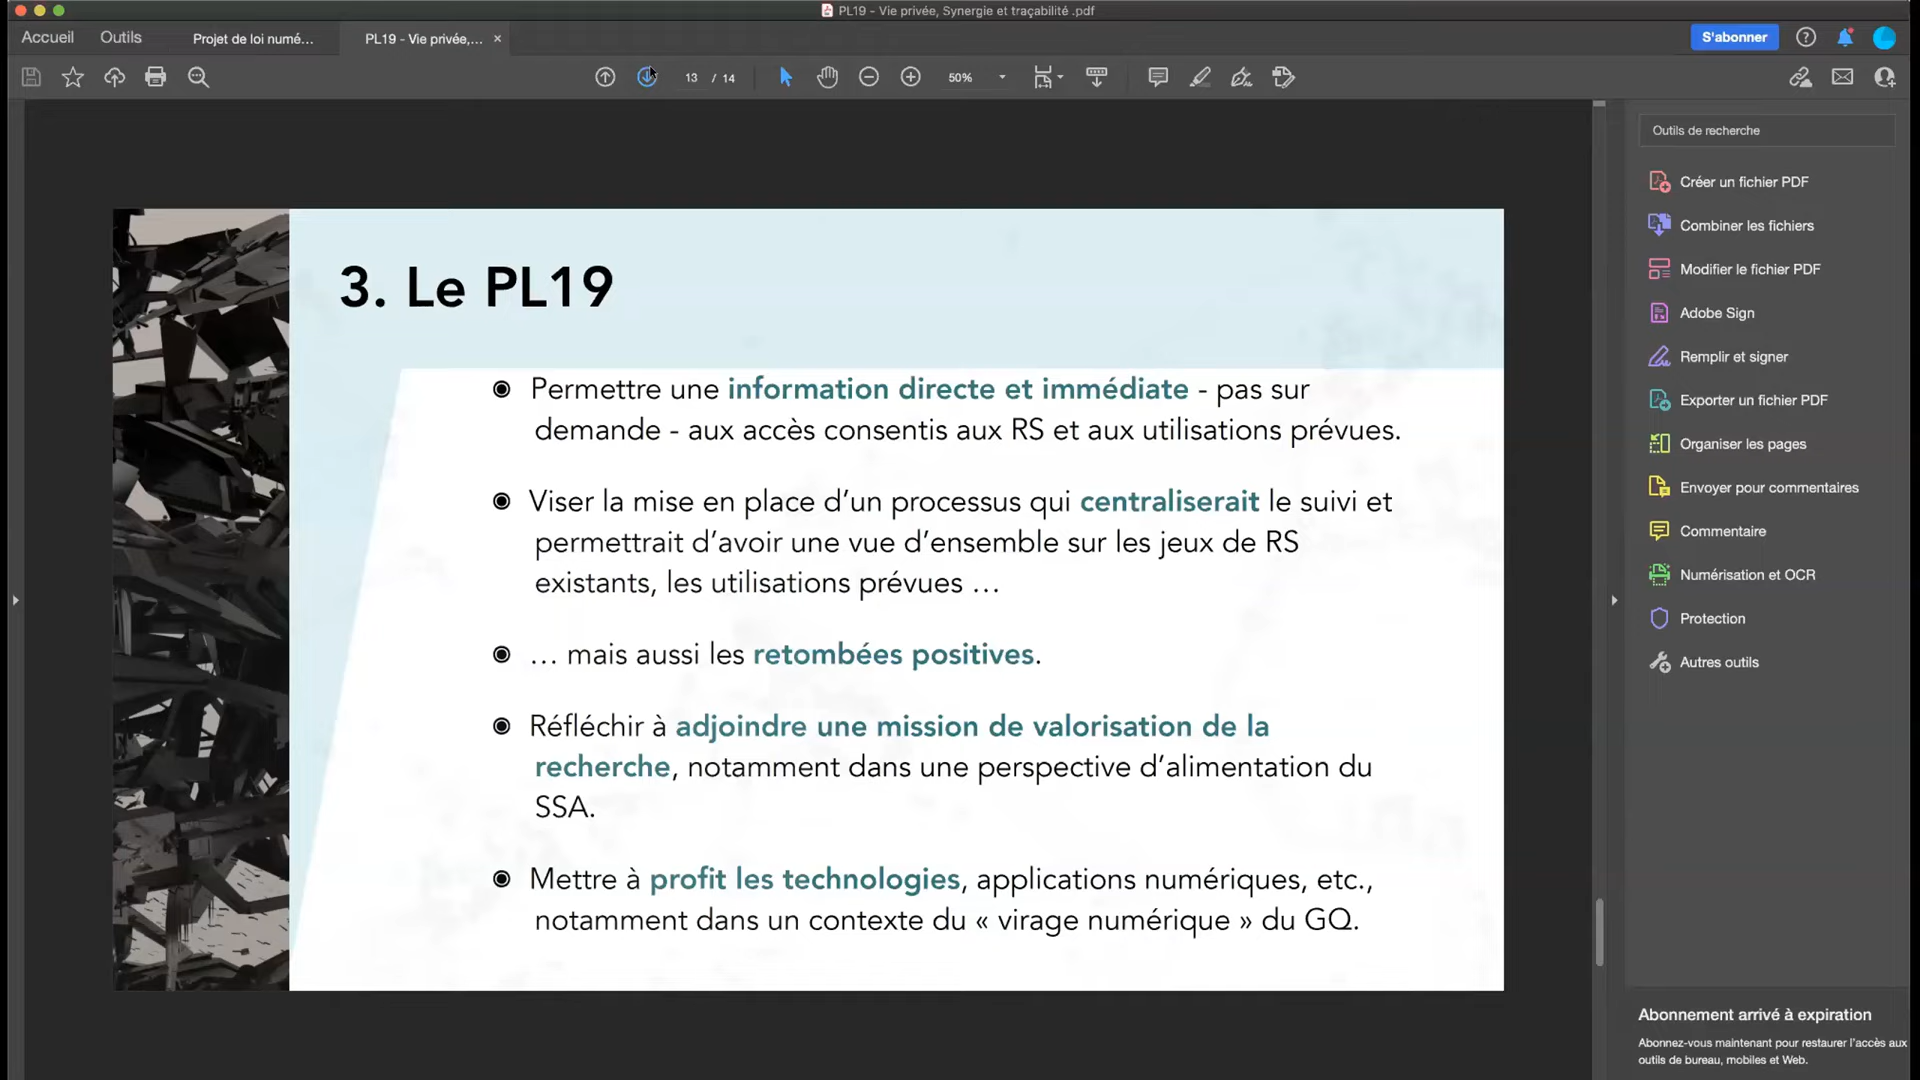 PL19 - Vie privée, Synergie et traçabilité .pdf
Accueil
Outils
Projet de loi numé...
PL19 - Vie privée,...
S'abonner
13 / 14
50%
Outils de recherche
3. Le PL19
Permettre une information directe et immédiate - pas sur
demande - aux accès consentis aux RS et aux utilisations prévues.
Viser la mise en place d’un processus qui centraliserait le suivi et
permettrait d’avoir une vue d’ensemble sur les jeux de RS
existants, les utilisations prévues …
… mais aussi les retombées positives.
Réfléchir à adjoindre une mission de valorisation de la
recherche, notamment dans une perspective d’alimentation du
SSA.
Mettre à profit les technologies, applications numériques, etc.,
notamment dans un contexte du « virage numérique » du GQ.
Créer un fichier PDF
Combiner les fichiers
Modifier le fichier PDF
Adobe Sign
Remplir et signer
Exporter un fichier PDF
Organiser les pages
Envoyer pour commentaires
Commentaire
Numérisation et OCR
Protection
Autres outils
Abonnement arrivé à expiration
Abonnez-vous maintenant pour restaurer l'accès aux
outils de bureau, mobiles et Web.